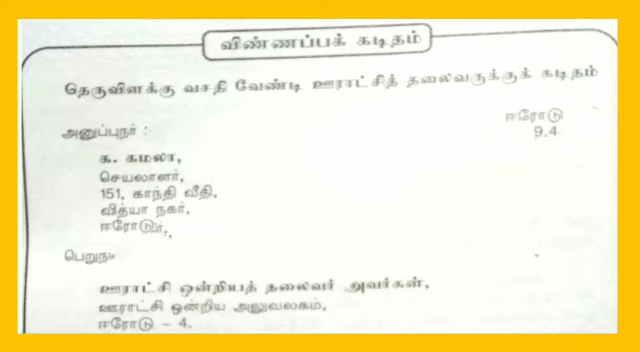 விண்ணப்பக் கடிதம்
தெருவிளக்கு வசதி வேண்டி ஊராட்சித் தலைவருக்குக் கடிதம்
ஈரோடு
9.4
அனுப்புநர் :
க. கமலா,
செயலாளர்,
151, காந்தி வீதி,
வித்யா நகர்,
ஈரோடு
ஊராட்சி ஒன்றியத் தலைவர் அவர்கள்,
ஊராட்சி ஒன்றிய அலுவலகம்,
ஈரோடு – 4.